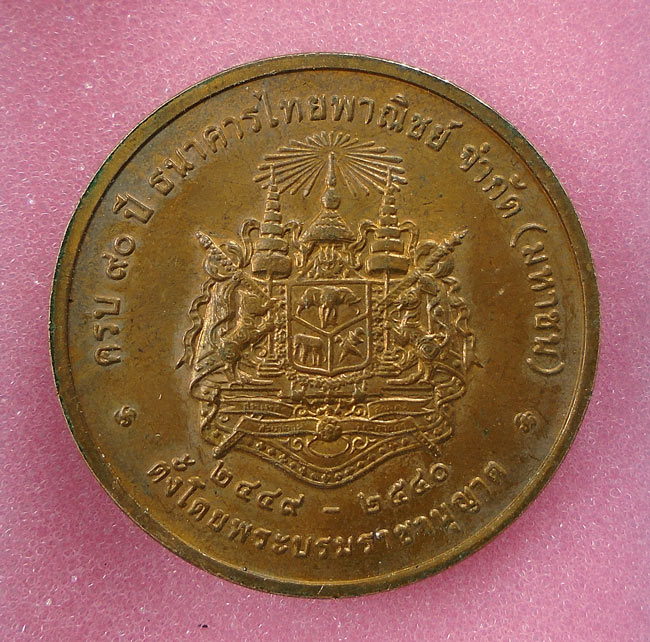 ครบ ๙๐ ปี ธนาคารไทยพาณิชย์ จำกัด (มหาชน)
๒๔๔๙ - ๒๕๔๐
ตั้งโดยพระบรมราชานุญาต